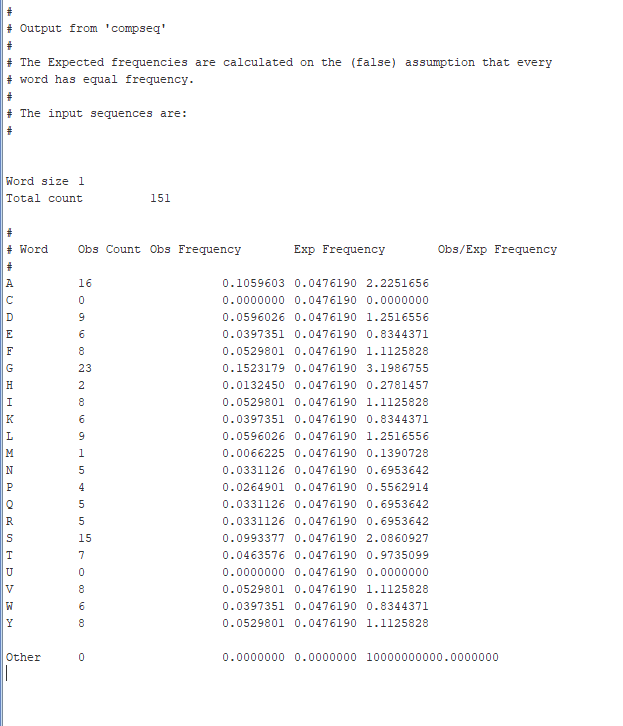 #
# Output from 'compseq'
#
# The Expected frequencies are calculated on the (false) assumption that every
# word has equal frequency.
#
# The input sequences are:
#
Word size 1
Total count 151
#
# Word Obs Count Obs Frequency Exp Frequency Obs/Exp Frequency
#
A 16 0.1059603 0.0476190 2.2251656
C 0 0.0000000 0.0476190 0.0000000
D 9 0.0596026 0.0476190 1.2516556
E 6 0.0397351 0.0476190 0.8344371
F 8 0.0529801 0.0476190 1.1125828
G 23 0.1523179 0.0476190 3.1986755
H 2 0.0132450 0.0476190 0.2781457
I 8 0.0529801 0.0476190 1.1125828
K 6 0.0397351 0.0476190 0.8344371
L 9 0.0596026 0.0476190 1.2516556
M 1 0.0066225 0.0476190 0.1390728
N 5 0.0331126 0.0476190 0.6953642
P 4 0.0264901 0.0476190 0.5562914
Q 5 0.0331126 0.0476190 0.6953642
R 5 0.0331126 0.0476190 0.6953642
S 15 0.0993377 0.0476190 2.0860927
T 7 0.0463576 0.0476190 0.9735099
U 0 0.0000000 0.0476190 0.0000000
V 8 0.0529801 0.0476190 1.1125828
W 6 0.0397351 0.0476190 0.8344371
Y 8 0.0529801 0.0476190 1.1125828
Other 0 0.0000000 0.0000000 10000000000.0000000